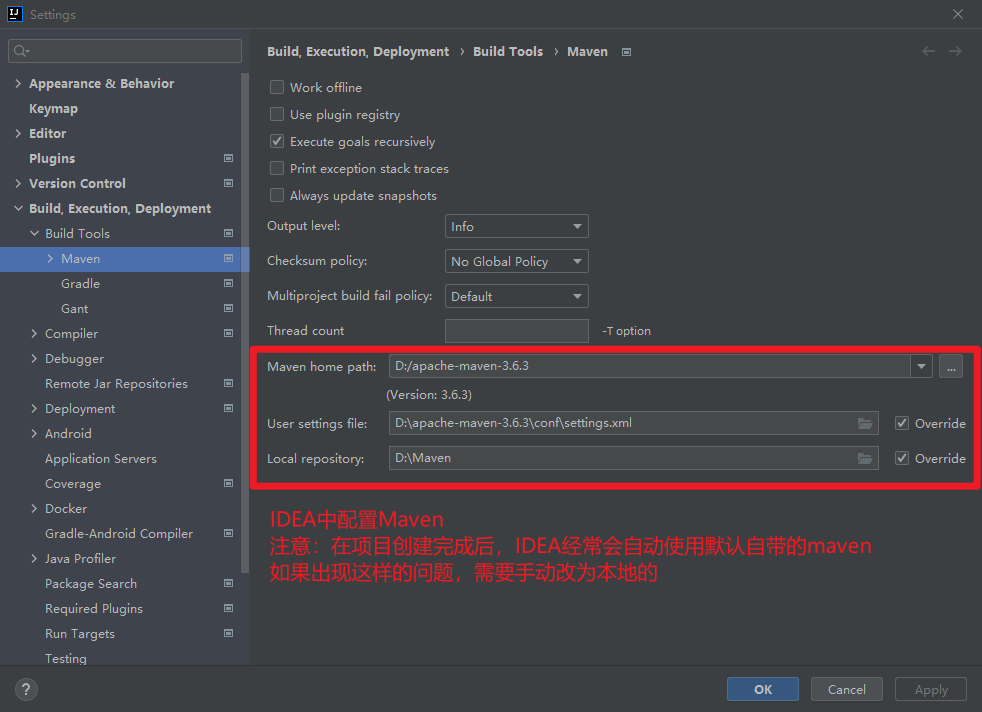 Settings
Appearance & Behavior
Keymap
Editor
Plugins
Version Control
Build, Execution, Deployment
Build Tools
Maven
Gradle
Gant
Compiler
Debugger
Remote Jar Repositories
Deployment
Android
Application Servers
Coverage
Docker
Gradle-Android Compiler
Java Profiler
Package Search
Required Plugins
Run Targets
Testing
Build, Execution, Deployment › Build Tools › Maven
Work offline
Use plugin registry
Execute goals recursively
Print exception stack traces
Always update snapshots
Output level: Info
Checksum policy: No Global Policy
Multiproject build fail policy: Default
Thread count -T option
Maven home path: D:/apache-maven-3.6.3 ...
(Version: 3.6.3)
User settings file: D:\apache-maven-3.6.3\conf\settings.xml Override
Local repository: D:\Maven Override
IDEA中配置Maven
注意：在项目创建完成后，IDEA经常会自动使用默认自带的maven
如果出现这样的问题，需要手动改为本地的
? OK Cancel Apply